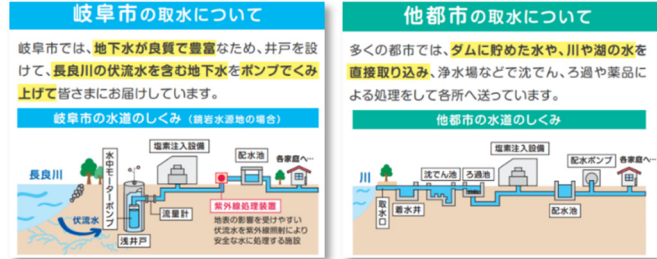 岐阜市の取水について
岐阜市では、地下水が良質で豊富なため、井戸を設
けて、長良川の伏流水を含む地下水をポンプでくみ
上げて皆さまにお届けしています。
岐阜市の水道のしくみ（鏡岩水源地の場合）
塩素注入設備
配水池
各家庭へ…
長良川
水中モーターポンプ
流量計
紫外線処理装置
地表の影響を受けやすい
伏流水を紫外線照射により
安全な水に処理する施設
伏流水
浅井戸
他都市の取水について
多くの都市では、ダムに貯めた水や、川や湖の水を
直接取り込み、浄水場などで沈でん、ろ過や薬品に
よる処理をして各所へ送っています。
他都市の水道のしくみ
塩素注入設備
配水ポンプ
各家庭へ…
川
沈でん池
ろ過池
取水口
着水井
配水池